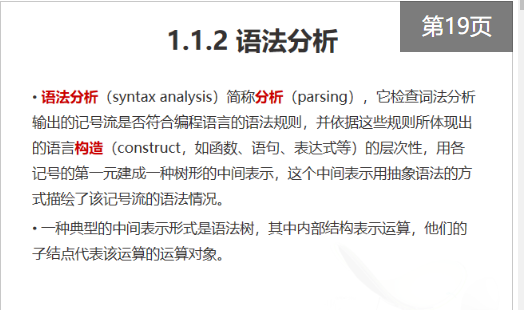 第19页
1.1.2 语法分析
• 语法分析（syntax analysis）简称分析（parsing），它检查词法分析
输出的记号流是否符合编程语言的语法规则，并依据这些规则所体现出
的语言构造（construct，如函数、语句、表达式等）的层次性，用各
记号的第一元建成一种树形的中间表示，这个中间表示用抽象语法的方
式描绘了该记号流的语法情况。
• 一种典型的中间表示形式是语法树，其中内部结构表示运算，他们的
子结点代表该运算的运算对象。